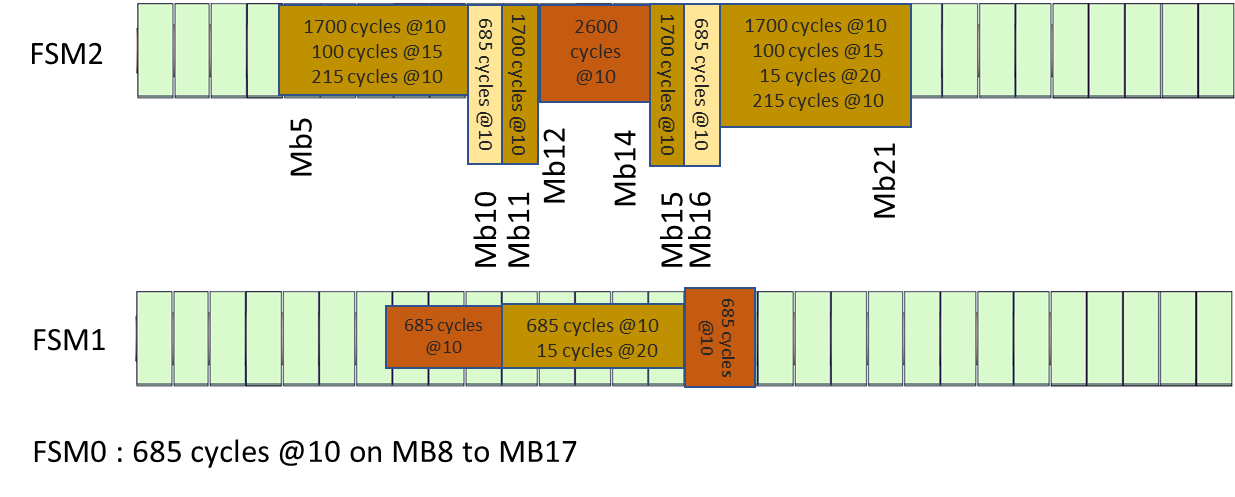 FSM2
1700 cycles @10
100 cycles @15
215 cycles @10
685 cycles @10
1700 cycles @10
2600
cycles
@10
1700 cycles @10
685 cycles @10
1700 cycles @10
100 cycles @15
15 cycles @20
215 cycles @10
Mb5
Mb10
Mb11
Mb12
Mb14
Mb15
Mb16
Mb21
FSM1
685 cycles
@10
685 cycles @10
15 cycles @20
685 cycles
@10
FSM0 : 685 cycles @10 on MB8 to MB17